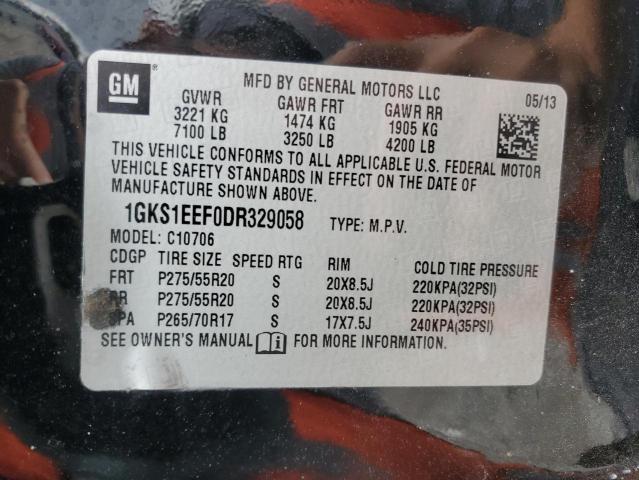 GM
MFD BY GENERAL MOTORS LLC
05/13
GVWR GAWR FRT GAWR RR
3221 KG 1474 KG 1905 KG
7100 LB 3250 LB 4200 LB
THIS VEHICLE CONFORMS TO ALL APPLICABLE U.S. FEDERAL MOTOR
VEHICLE SAFETY STANDARDS IN EFFECT ON THE DATE OF
MANUFACTURE SHOWN ABOVE.
1GKS1EEF0DR329058 TYPE: M.P.V.
MODEL: C10706
CDGP TIRE SIZE SPEED RTG RIM COLD TIRE PRESSURE
FRT P275/55R20 S 20X8.5J 220KPA(32PSI)
RR P275/55R20 S 20X8.5J 220KPA(32PSI)
SPA P265/70R17 S 17X7.5J 240KPA(35PSI)
SEE OWNER'S MANUAL FOR MORE INFORMATION.